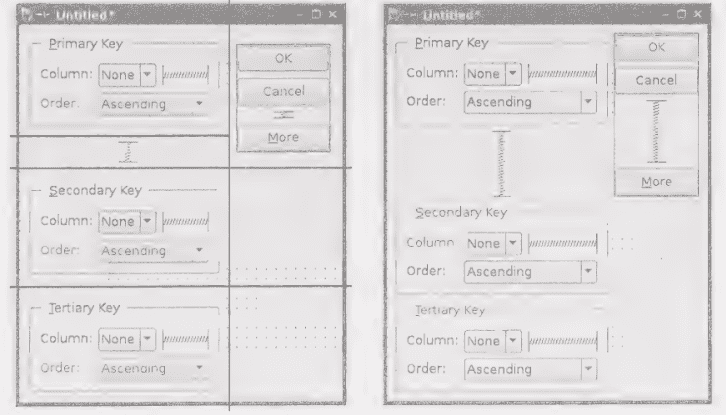 Untitled*
Primary Key
Column: None
Order: Ascending
OK
Cancel
More
Secondary Key
Column: None
Order: Ascending
Tertiary Key
Column: None
Order: Ascending
Untitled*
Primary Key
Column: None
Order: Ascending
OK
Cancel
More
Secondary Key
Column None
Order: Ascending
Tertiary Key
Column: None
Order: Ascending